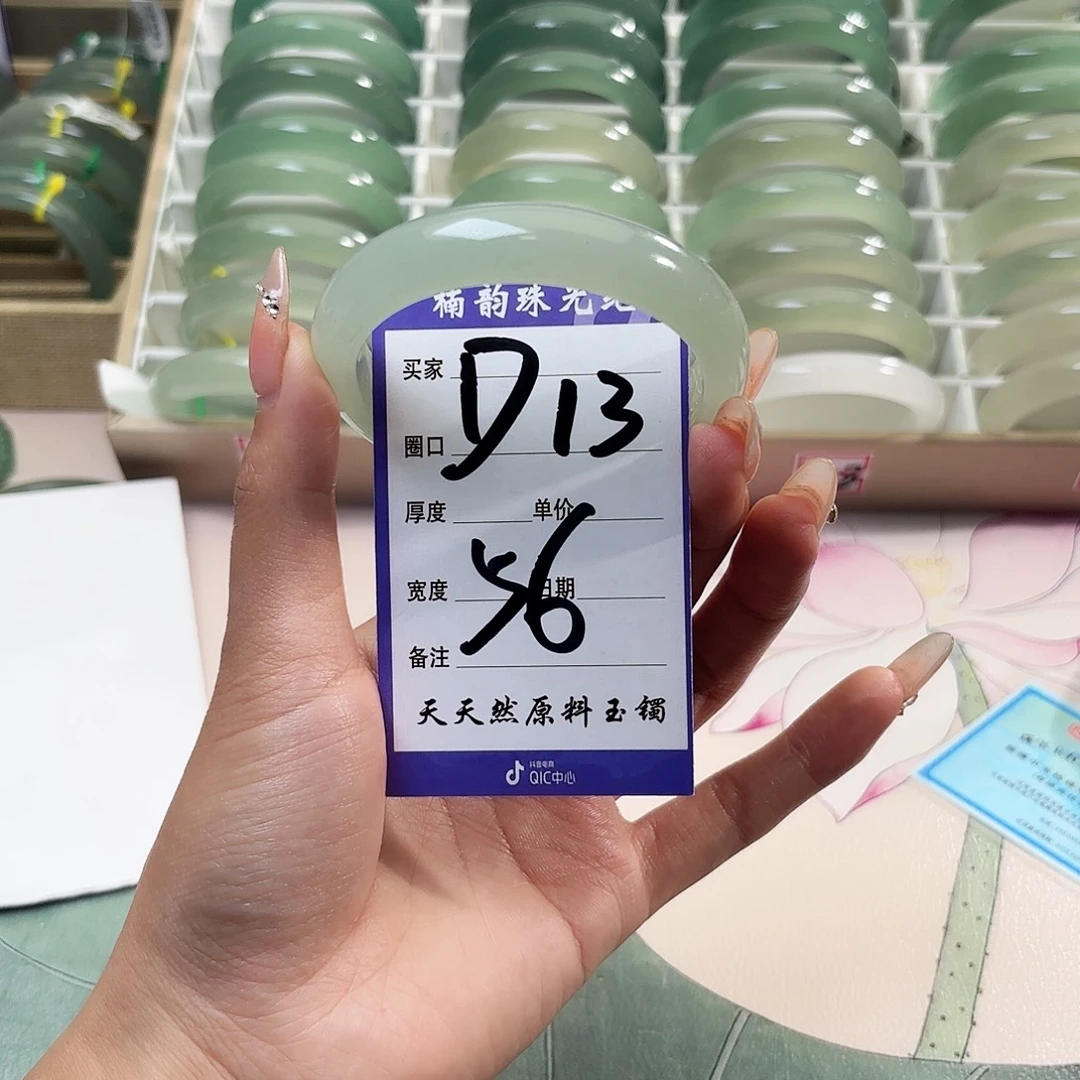 楠韵珠光
买家
D13
圈口
厚度 单价
56
宽度 日期
备注
天天然原料玉镯
抖音电商
QIC中心